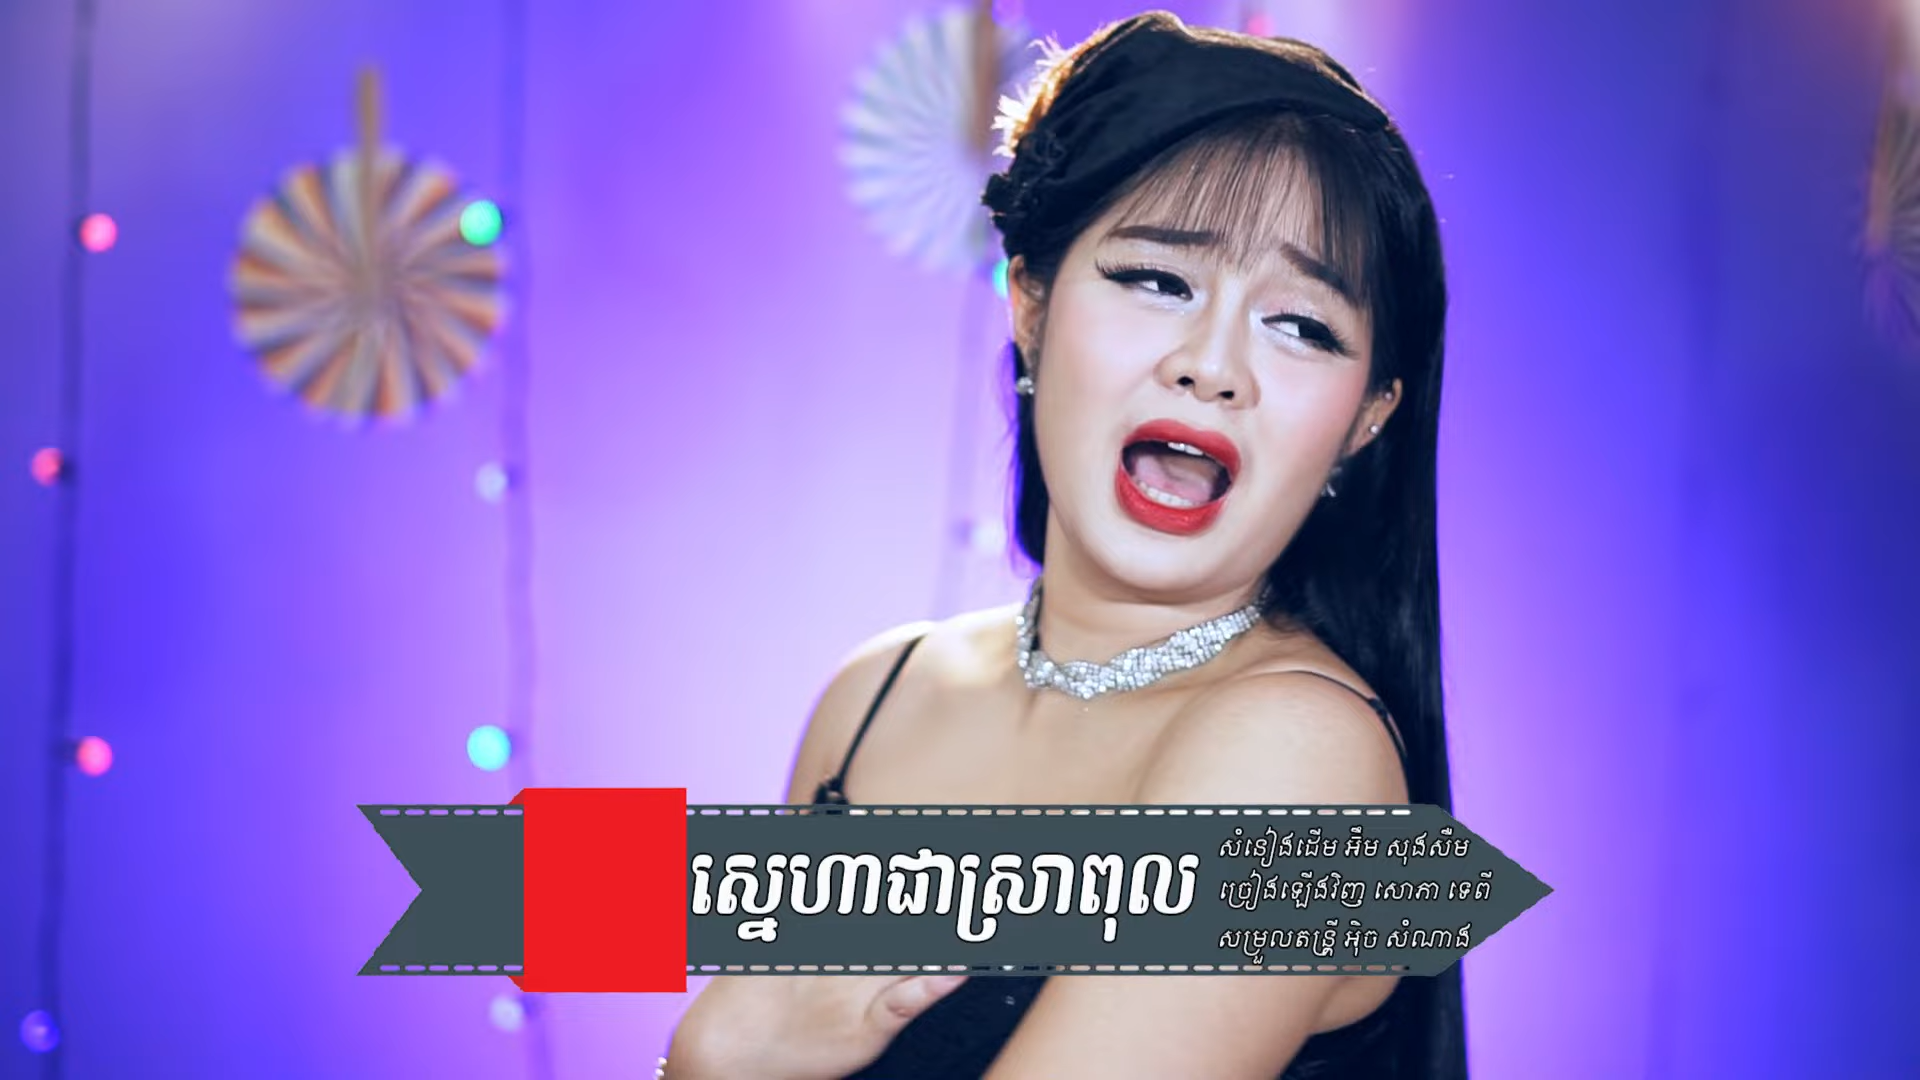 ស្នេហាជាស្រាពុល
សំនៀងដើម អ៊ឹម សុងសឺម
ច្រៀងឡើងវិញ សោភា ទេពី
សម្រួលតន្ត្រី អ៊ិច សំណាង